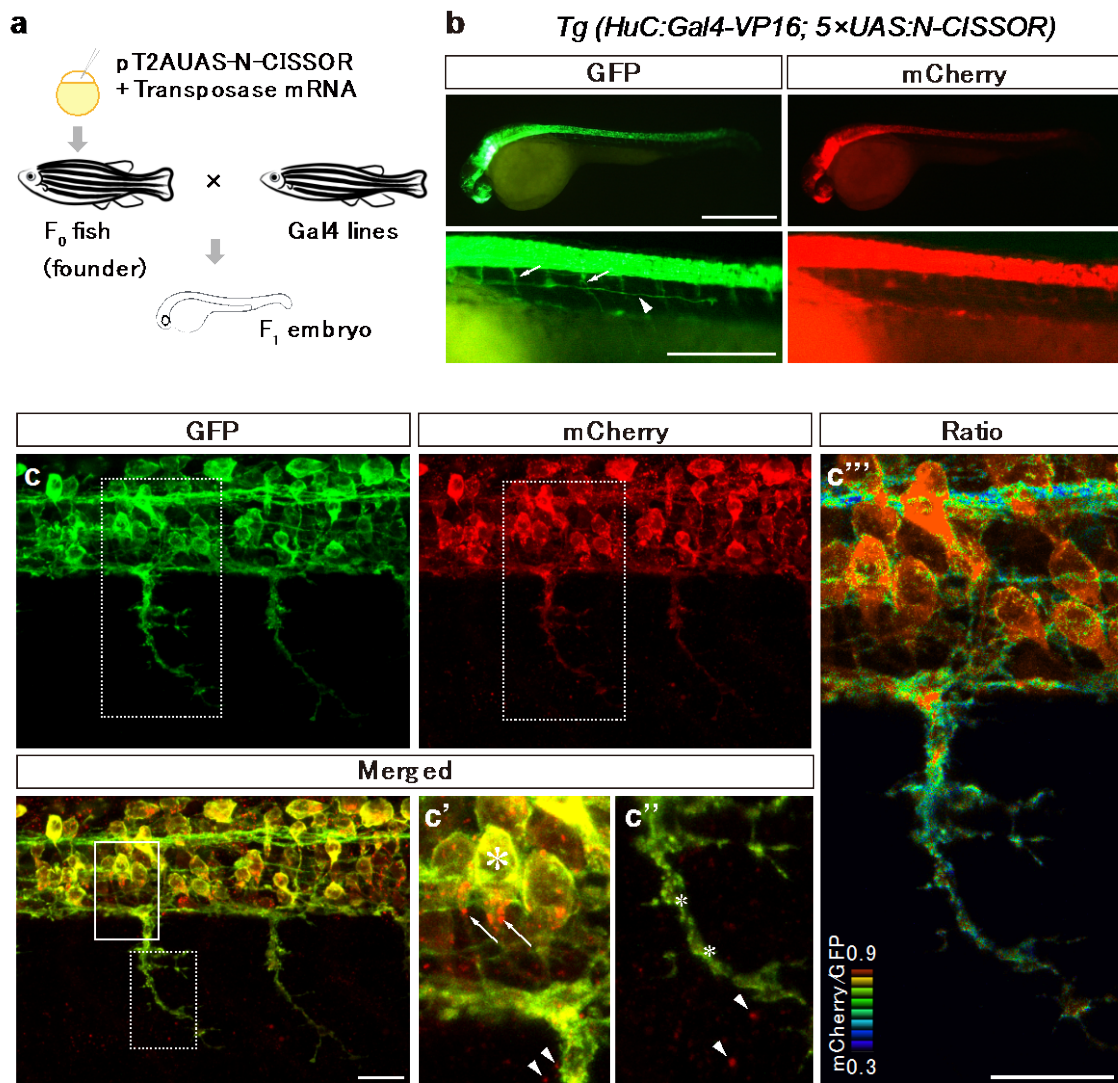 a
pT2AUAS-N-CISSOR
+ Transposase mRNA
×
F0 fish
(founder)
Gal4 lines
F1 embryo
b
Tg (HuC:Gal4-VP16; 5×UAS:N-CISSOR)
GFP
mCherry
GFP
mCherry
Ratio
c
c'''
Merged
c'
c''
*
*
*
mCherry/GFP
0.9
0.3